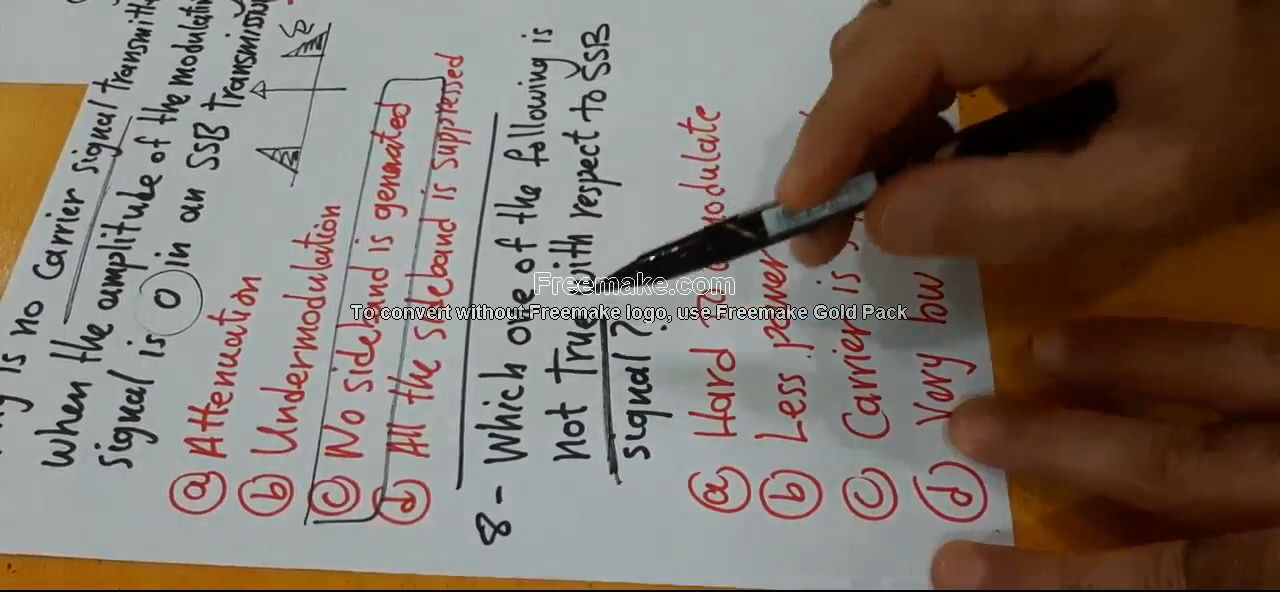 is no carrier signal
when the amplitude of the modulati
signal is 0 in an SSB transmission
a Attenuation
b Undermodulation
c No sideband is generated
d All the sideband is suppressed
8- Which one of the following is
not true with respect to SSB
signal?
a Hard To modulate
b Less power
c Carrier is
d Very low
Freemake.com
To convert without Freemake logo, use Freemake Gold Pack